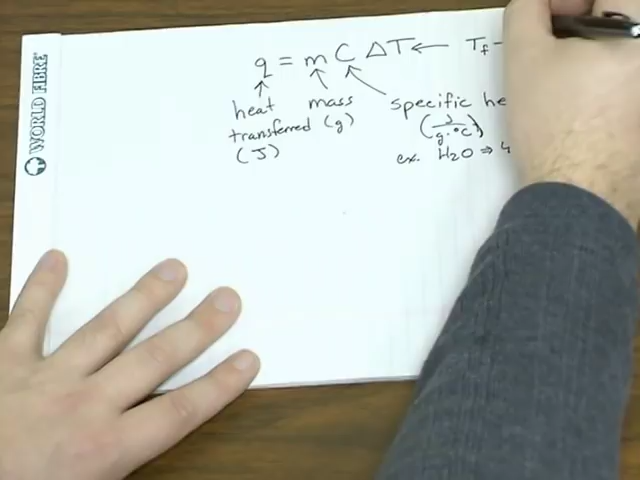 WORLD FIBRE
q = m C ΔT ← T_f -
heat mass specific he
transferred (g) (J/g·°C)
(J) ex. H₂O ⇒ 4